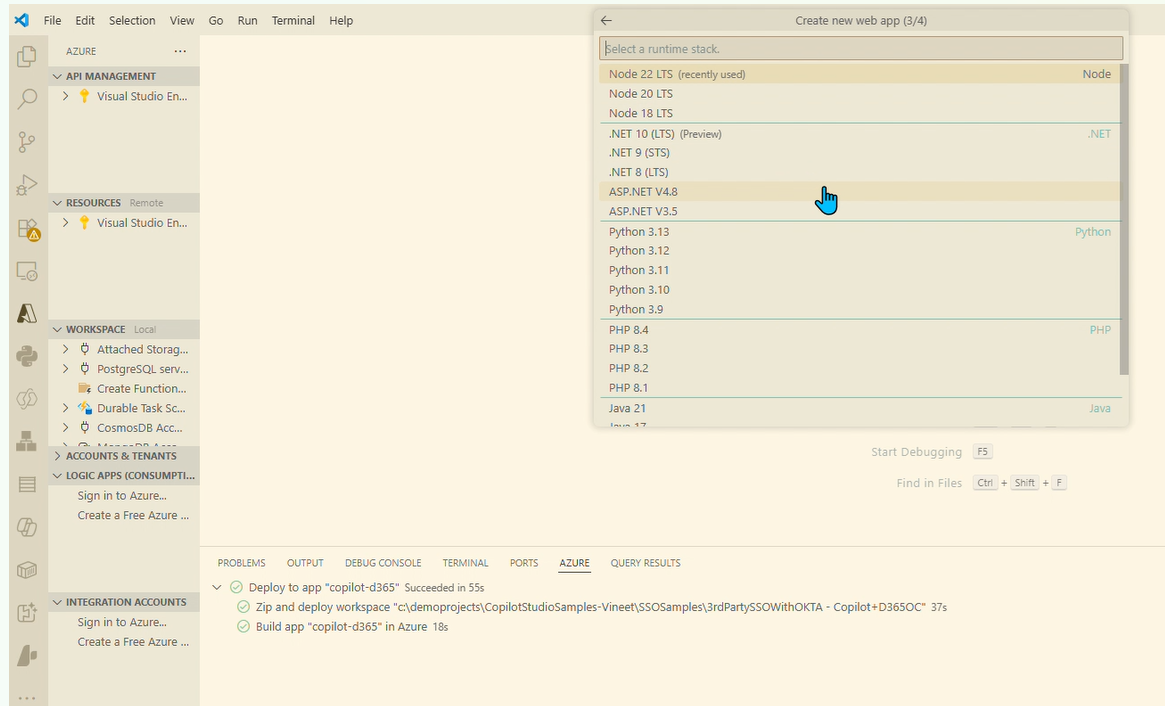 File Edit Selection View Go Run Terminal Help
Create new web app (3/4)
Select a runtime stack.
Node 22 LTS (recently used) Node
Node 20 LTS
Node 18 LTS
.NET 10 (LTS) (Preview) .NET
.NET 9 (STS)
.NET 8 (LTS)
ASP.NET V4.8
ASP.NET V3.5
Python 3.13 Python
Python 3.12
Python 3.11
Python 3.10
Python 3.9
PHP 8.4 PHP
PHP 8.3
PHP 8.2
PHP 8.1
Java 21 Java
Java 17
AZURE ...
API MANAGEMENT
Visual Studio En...
RESOURCES Remote
Visual Studio En...
WORKSPACE Local
Attached Storag...
PostgreSQL serv...
Create Function...
Durable Task Sc...
CosmosDB Acc...
MongoDB Acco...
ACCOUNTS & TENANTS
LOGIC APPS (CONSUMPTI...
Sign in to Azure...
Create a Free Azure ...
INTEGRATION ACCOUNTS
Sign in to Azure...
Create a Free Azure ...
Start Debugging F5
Find in Files Ctrl + Shift + F
PROBLEMS OUTPUT DEBUG CONSOLE TERMINAL PORTS AZURE QUERY RESULTS
Deploy to app "copilot-d365" Succeeded in 55s
Zip and deploy workspace "c:\demoprojects\CopilotStudioSamples-Vineet\SSOSamples\3rdPartySSOWithOKTA - Copilot+D365OC" 37s
Build app "copilot-d365" in Azure 18s